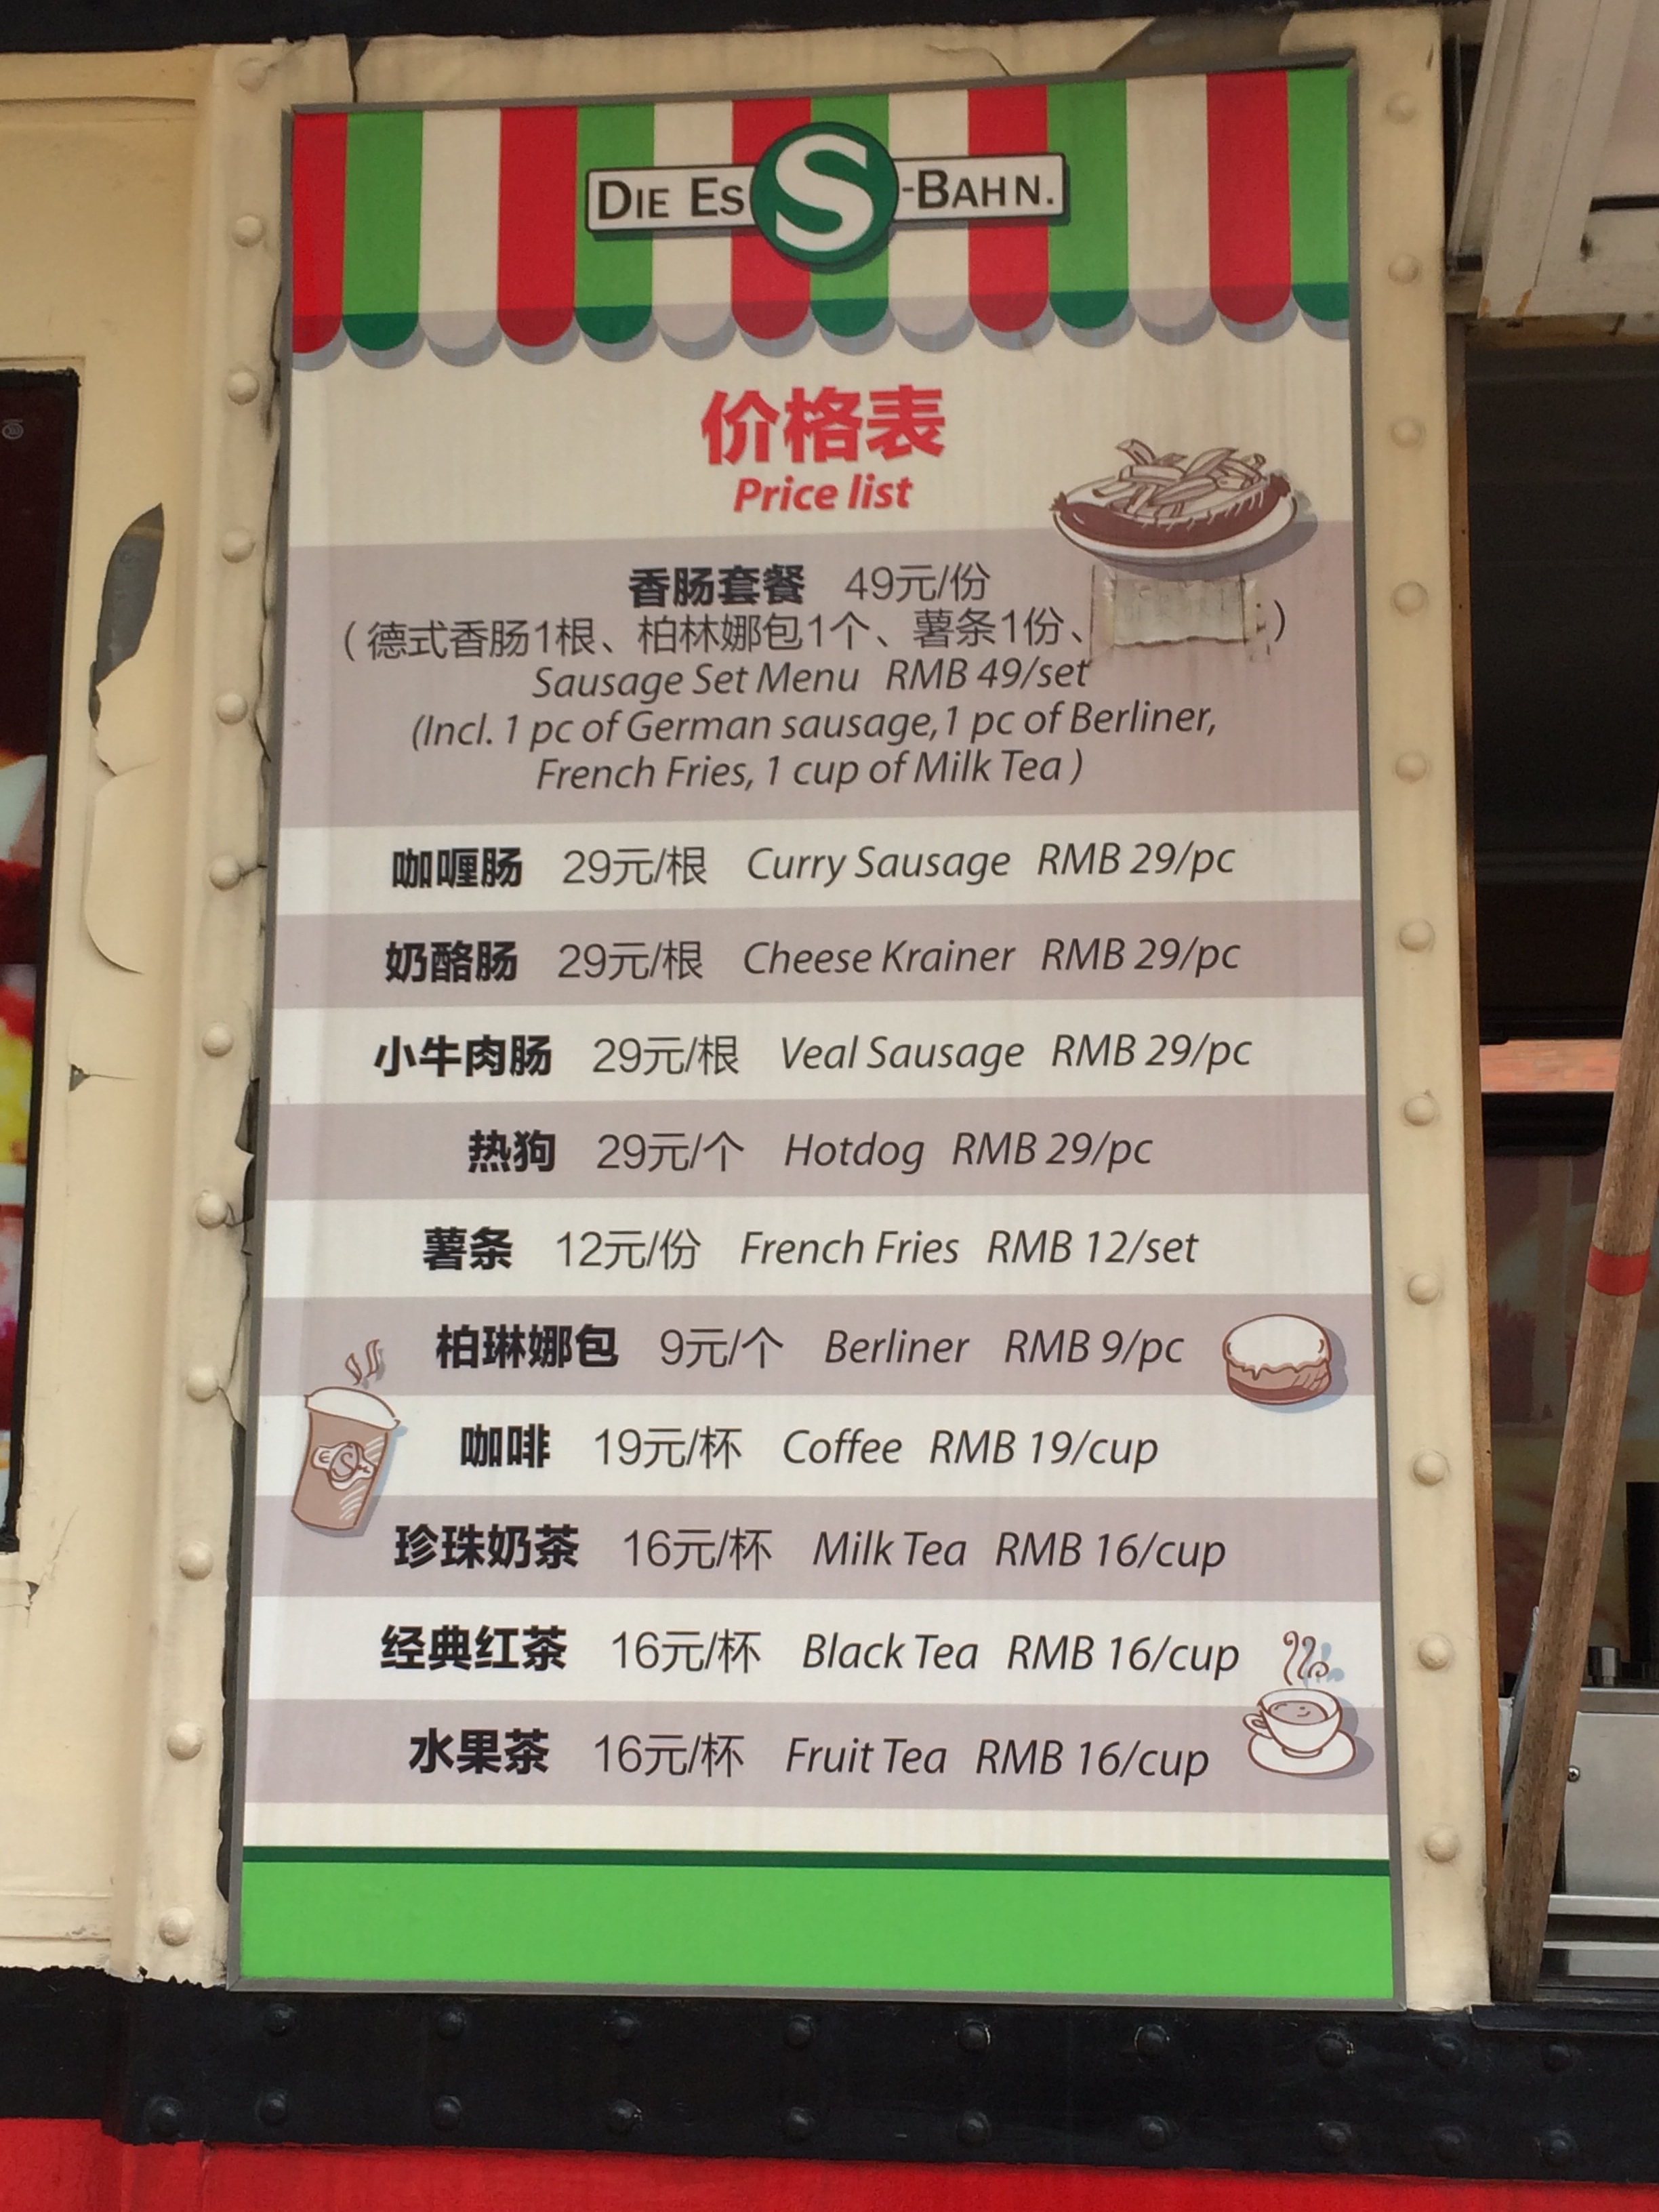 DIE ESS-BAHN.
价格表
Price list
香肠套餐 49元/份
(德式香肠1根、柏林娜包1个、薯条1份、)
Sausage Set Menu RMB 49/set
(Incl. 1 pc of German sausage, 1 pc of Berliner,
French Fries, 1 cup of Milk Tea )
咖喱肠 29元/根 Curry Sausage RMB 29/pc
奶酪肠 29元/根 Cheese Krainer RMB 29/pc
小牛肉肠 29元/根 Veal Sausage RMB 29/pc
热狗 29元/个 Hotdog RMB 29/pc
薯条 12元/份 French Fries RMB 12/set
柏琳娜包 9元/个 Berliner RMB 9/pc
咖啡 19元/杯 Coffee RMB 19/cup
珍珠奶茶 16元/杯 Milk Tea RMB 16/cup
经典红茶 16元/杯 Black Tea RMB 16/cup
水果茶 16元/杯 Fruit Tea RMB 16/cup